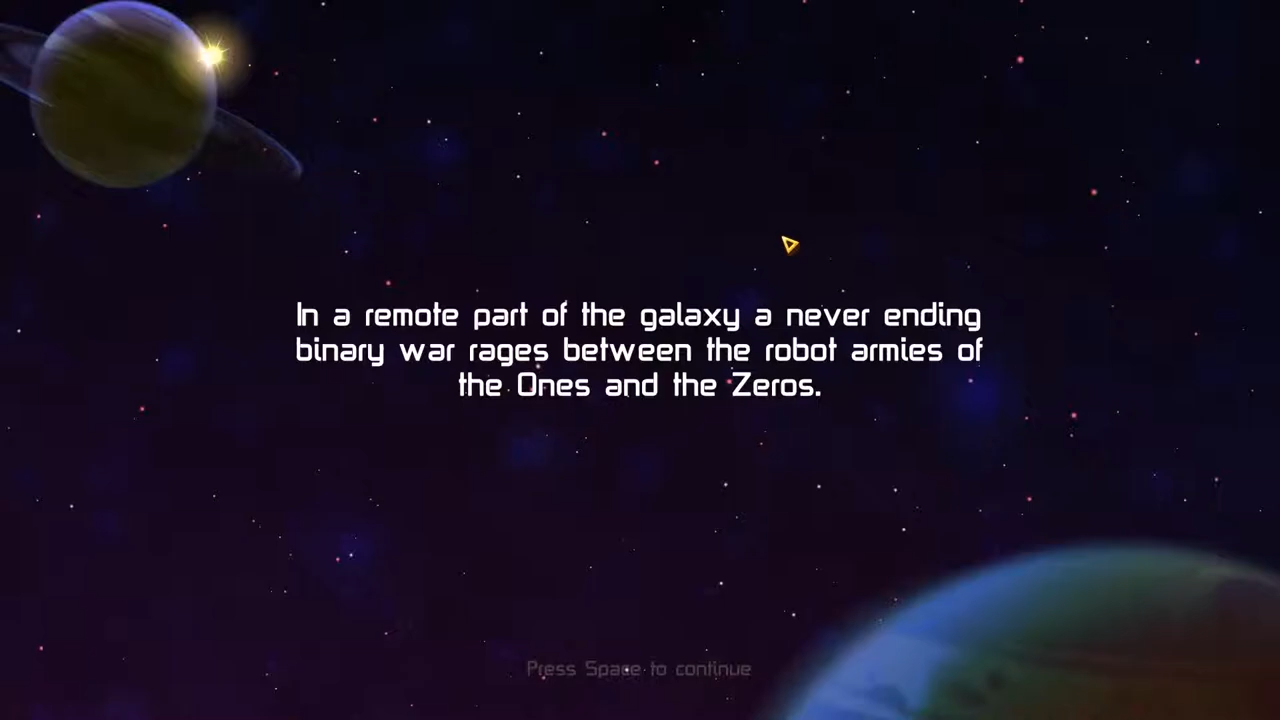 In a remote part of the galaxy a never ending
binary war rages between the robot armies of
the Ones and the Zeros.
Press Space to continue